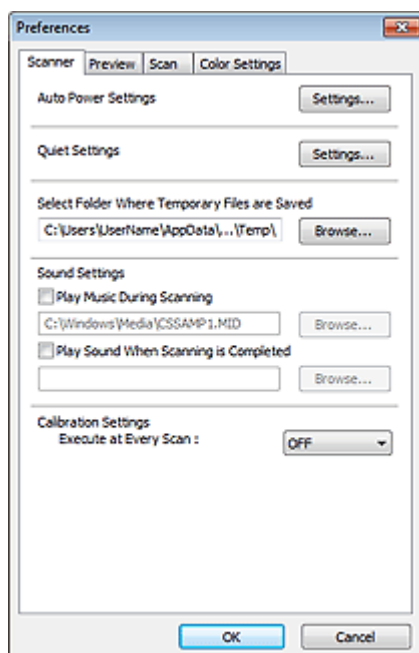 Preferences
Scanner Preview Scan Color Settings
Auto Power Settings Settings...
Quiet Settings Settings...
Select Folder Where Temporary Files are Saved
C:\Users\UserName\AppData\...\Temp\ Browse...
Sound Settings
Play Music During Scanning
C:\Windows\Media\CSSAMP1.MID Browse...
Play Sound When Scanning is Completed
Browse...
Calibration Settings
Execute at Every Scan : OFF
OK Cancel